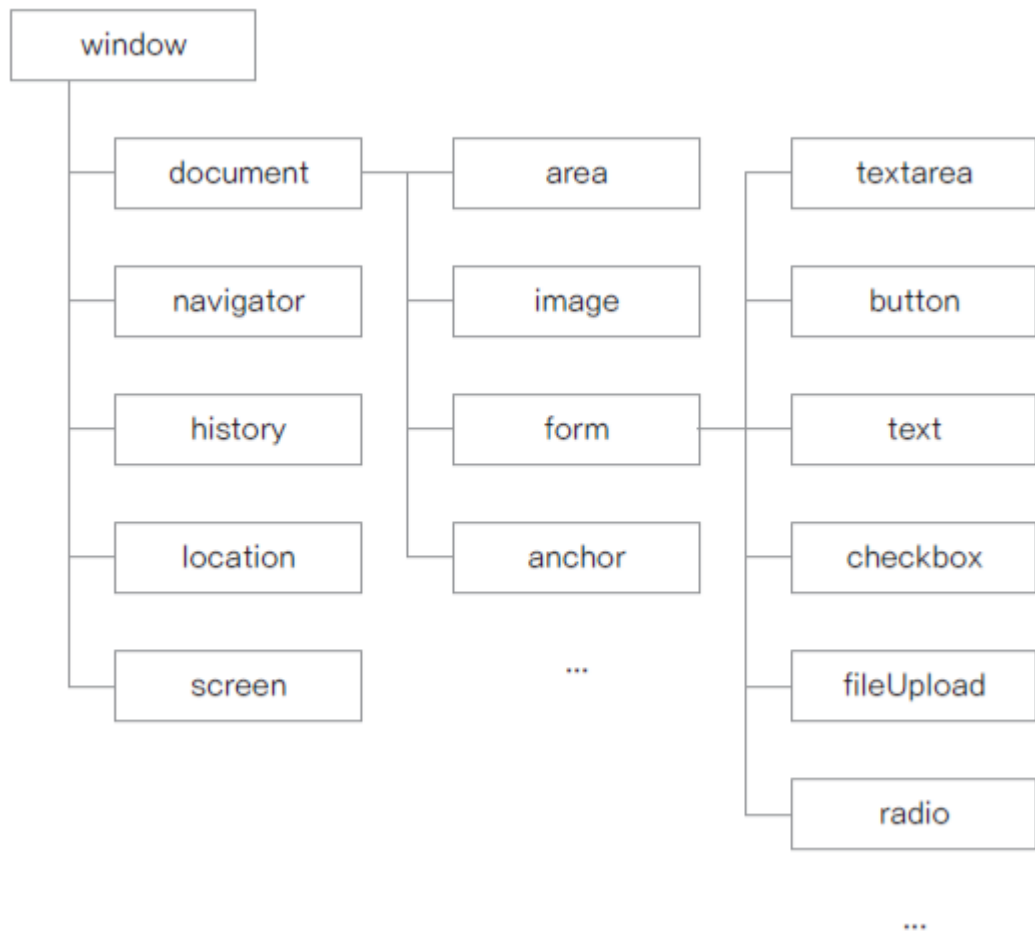 window
document
area
textarea
navigator
image
button
history
form
text
location
anchor
checkbox
screen
...
fileUpload
radio
...